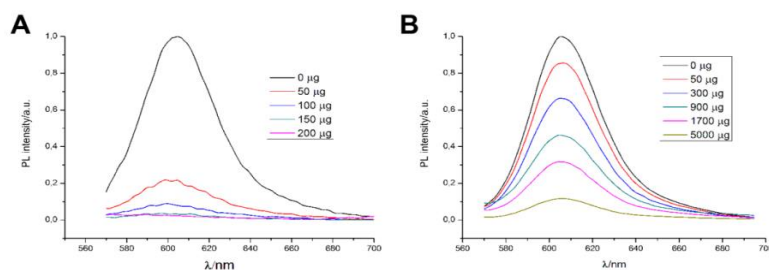 A
PL intensity/a.u.
1,0
0,8
0,6
0,4
0,2
0,0
0 µg
50 µg
100 µg
150 µg
200 µg
560
580
600
620
640
660
680
700
λ/nm
B
PL intensity/a.u.
1,0
0,8
0,6
0,4
0,2
0,0
0 µg
50 µg
300 µg
900 µg
1700 µg
5000 µg
560
580
600
620
640
660
680
700
λ/nm